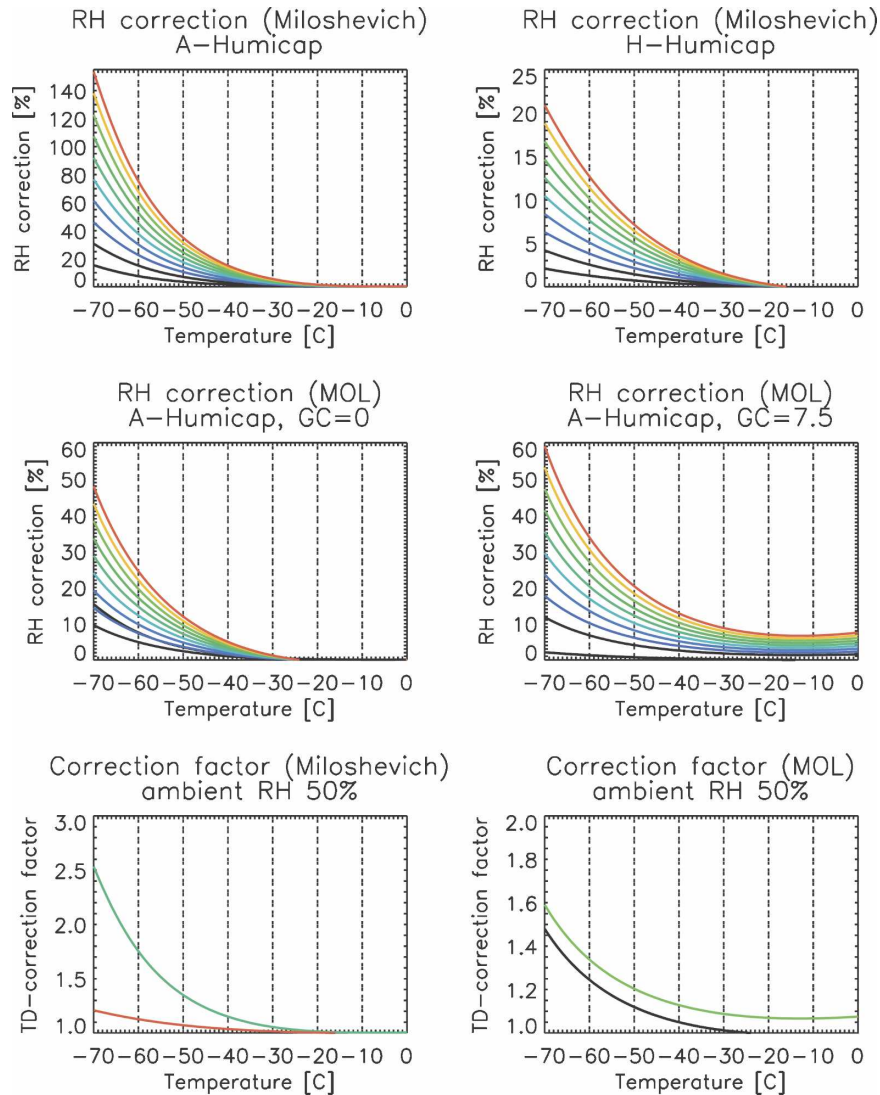 RH correction (Miloshevich)
A-Humicap
RH correction [%]
140
120
100
80
60
40
20
0
-70 -60 -50 -40 -30 -20 -10 0
Temperature [C]
RH correction (Miloshevich)
H-Humicap
RH correction [%]
25
20
15
10
5
0
-70 -60 -50 -40 -30 -20 -10 0
Temperature [C]
RH correction (MOL)
A-Humicap, GC=0
RH correction [%]
60
50
40
30
20
10
0
-70 -60 -50 -40 -30 -20 -10 0
Temperature [C]
RH correction (MOL)
A-Humicap, GC=7.5
RH correction [%]
60
50
40
30
20
10
0
-70 -60 -50 -40 -30 -20 -10 0
Temperature [C]
Correction factor (Miloshevich)
ambient RH 50%
TD-correction factor
3.0
2.5
2.0
1.5
1.0
-70 -60 -50 -40 -30 -20 -10 0
Temperature [C]
Correction factor (MOL)
ambient RH 50%
TD-correction factor
2.0
1.8
1.6
1.4
1.2
1.0
-70 -60 -50 -40 -30 -20 -10 0
Temperature [C]